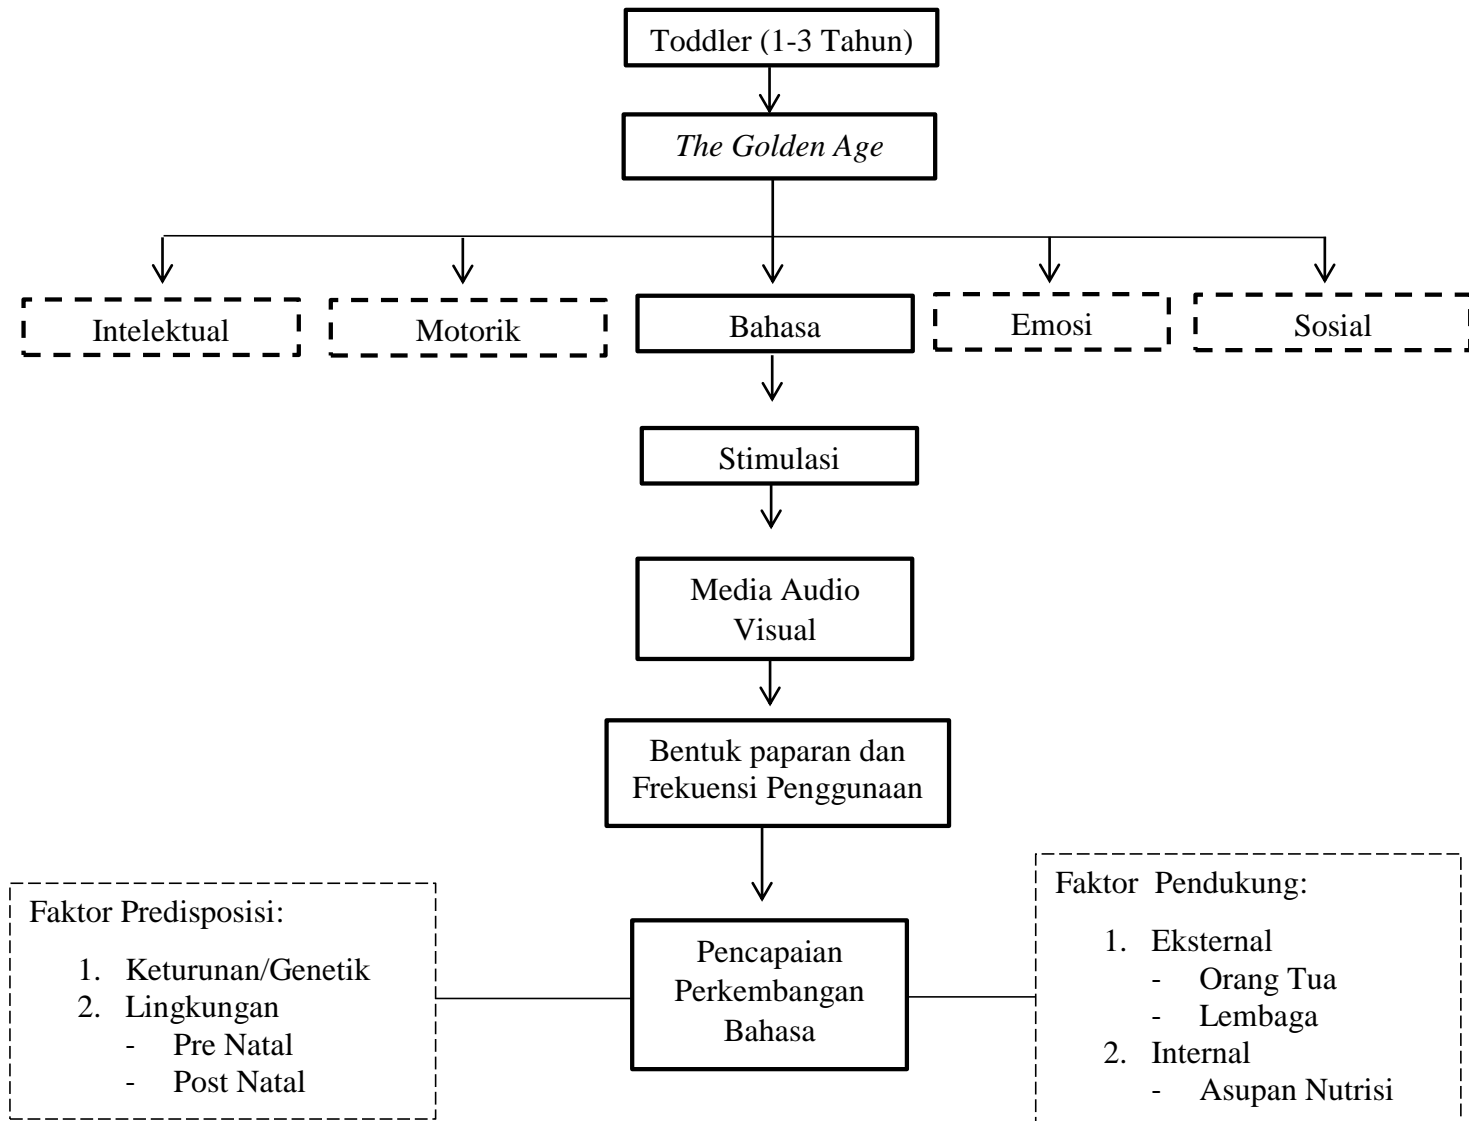 Toddler (1-3 Tahun)
The Golden Age
Intelektual
Motorik
Bahasa
Emosi
Sosial
Stimulasi
Media Audio
Visual
Bentuk paparan dan
Frekuensi Penggunaan
Faktor Predisposisi:
1. Keturunan/Genetik
2. Lingkungan
- Pre Natal
- Post Natal
Pencapaian
Perkembangan
Bahasa
Faktor Pendukung:
1. Eksternal
- Orang Tua
- Lembaga
2. Internal
- Asupan Nutrisi